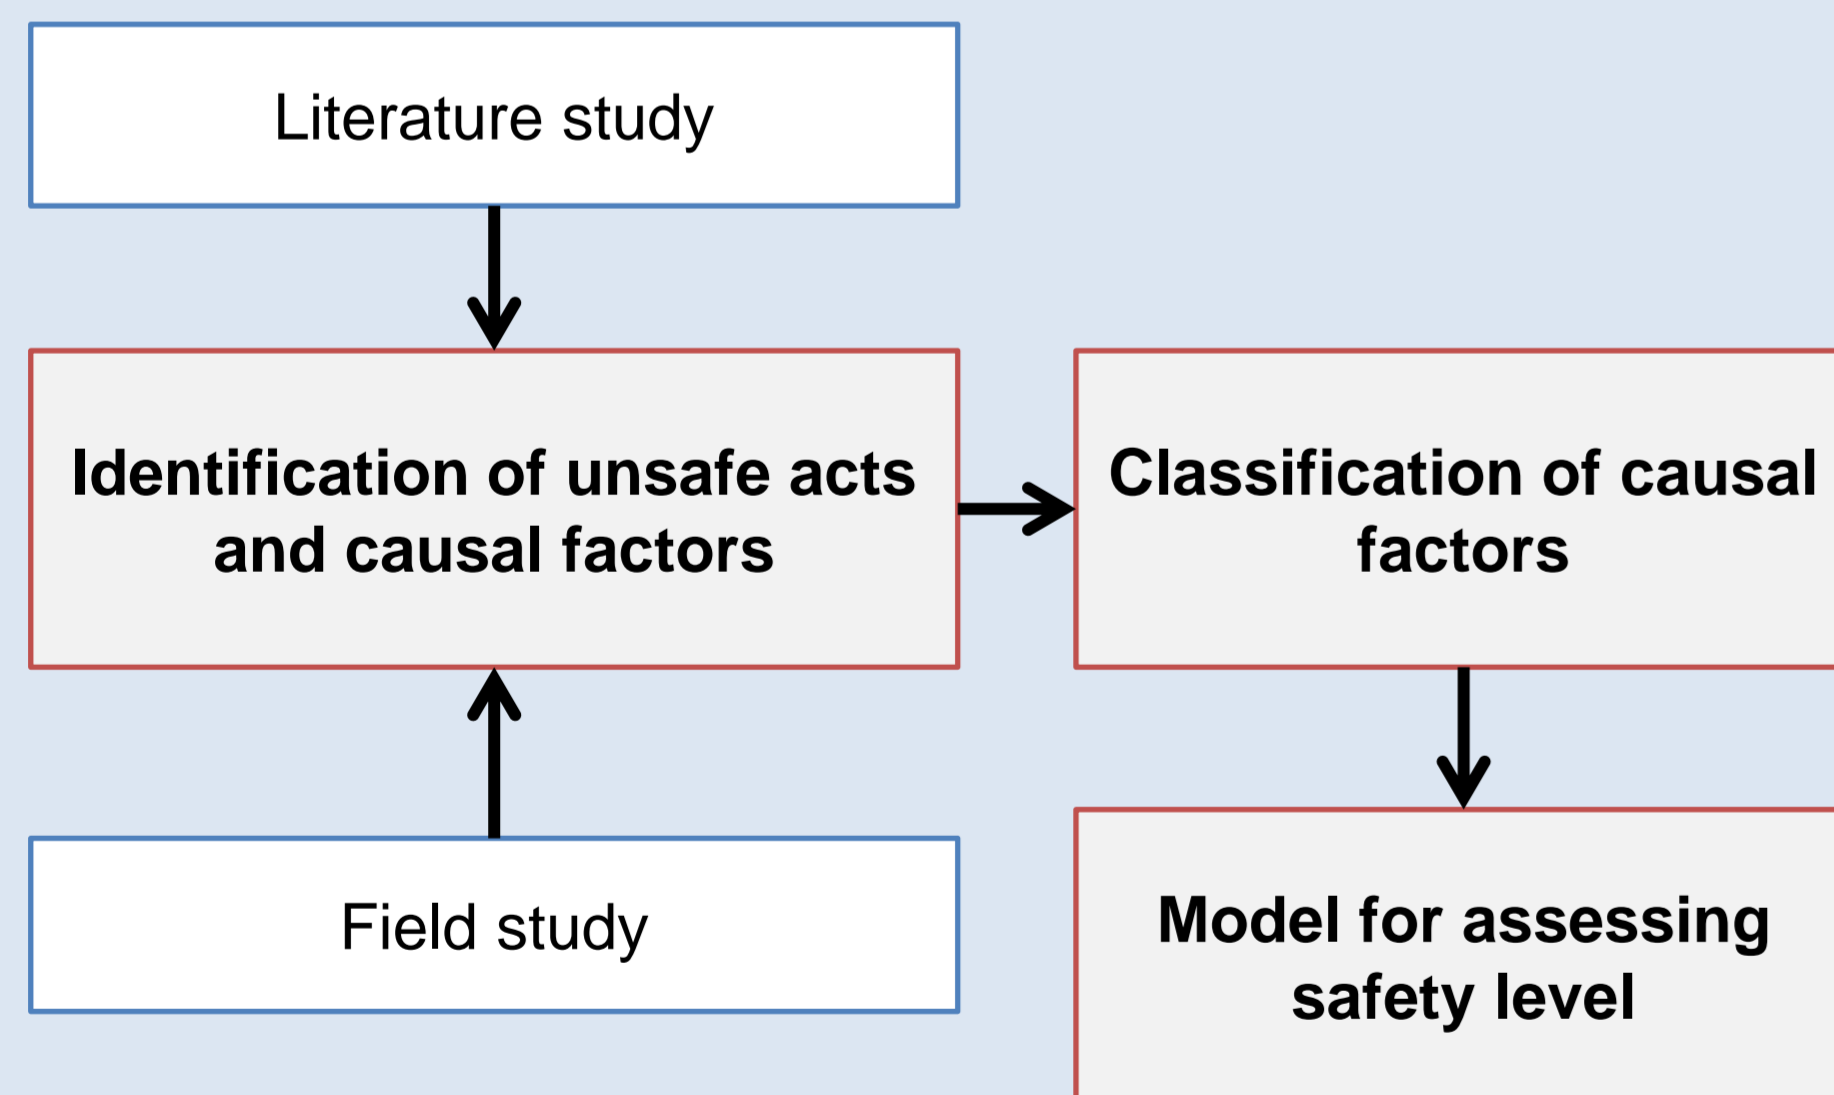 Literature study
Identification of unsafe acts
and causal factors
Classification of causal
factors
Field study
Model for assessing
safety level